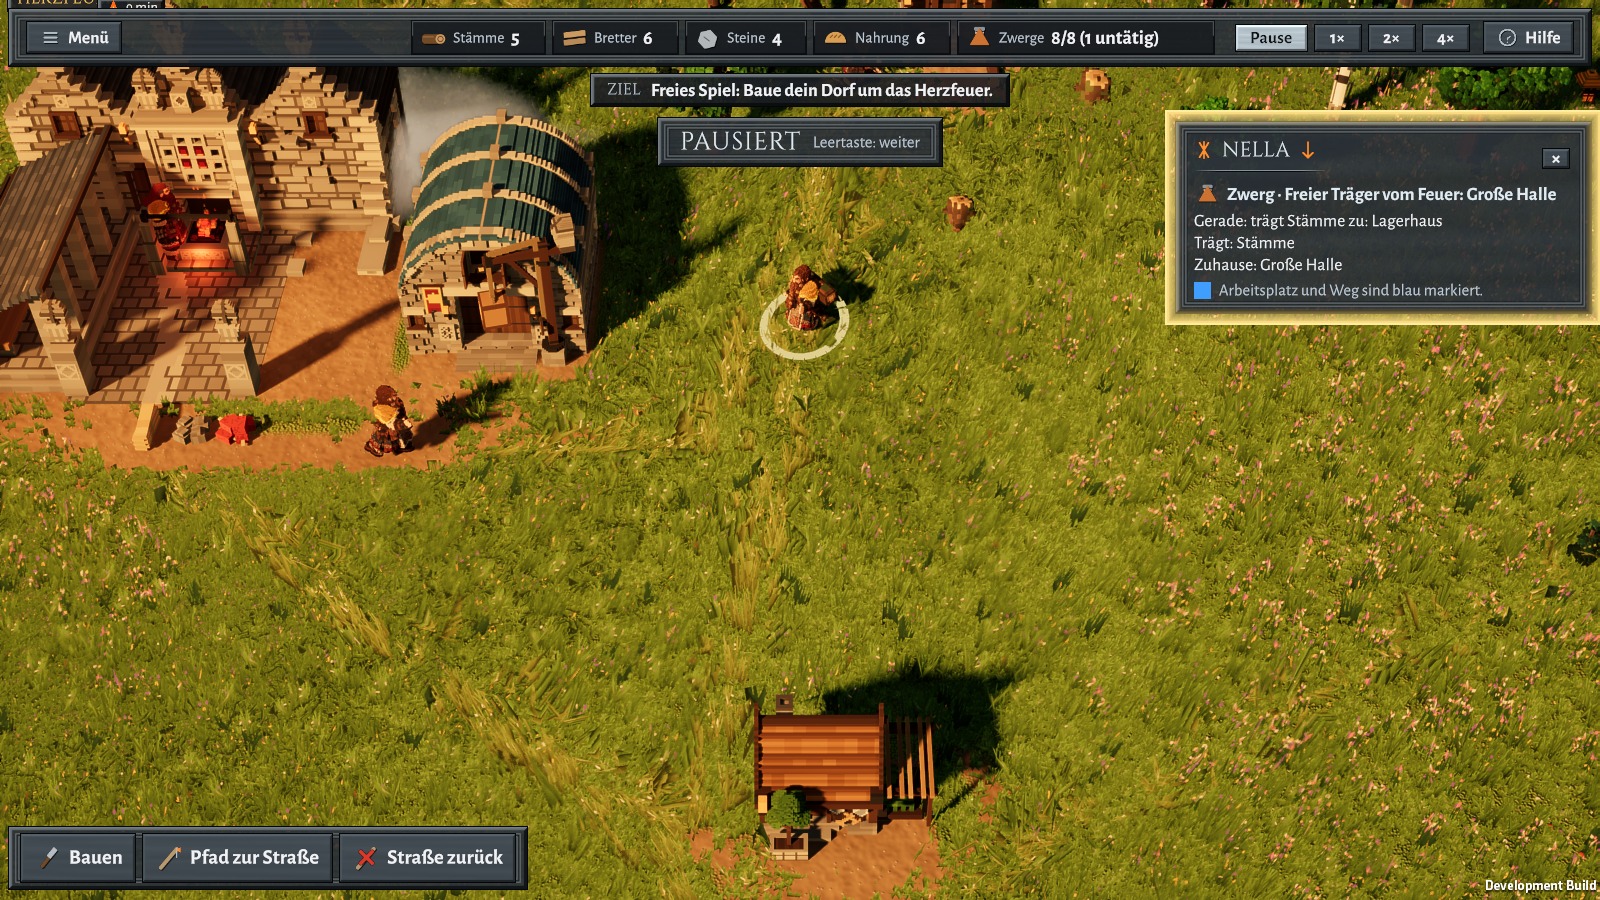 0 min
Menü
Stämme 5
Bretter 6
Steine 4
Nahrung 6
Zwerge 8/8 (1 untätig)
Pause
1×
2×
4×
Hilfe
ZIEL Freies Spiel: Baue dein Dorf um das Herzfeuer.
PAUSIERT Leertaste: weiter
NELLA
×
Zwerg · Freier Träger vom Feuer: Große Halle
Gerade: trägt Stämme zu: Lagerhaus
Trägt: Stämme
Zuhause: Große Halle
Arbeitsplatz und Weg sind blau markiert.
Bauen
Pfad zur Straße
Straße zurück
Development Build